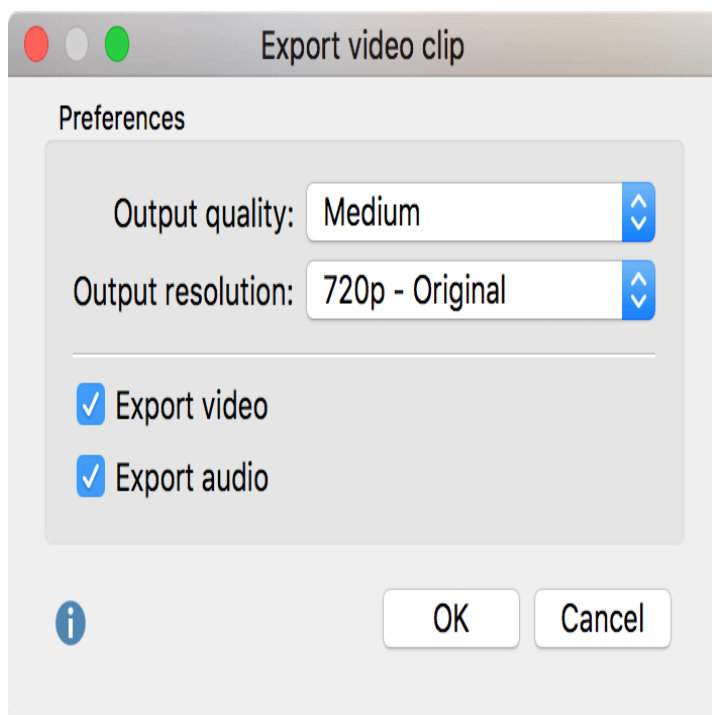 Export video clip
Preferences
Output quality: Medium
Output resolution: 720p - Original
Export video
Export audio
OK Cancel